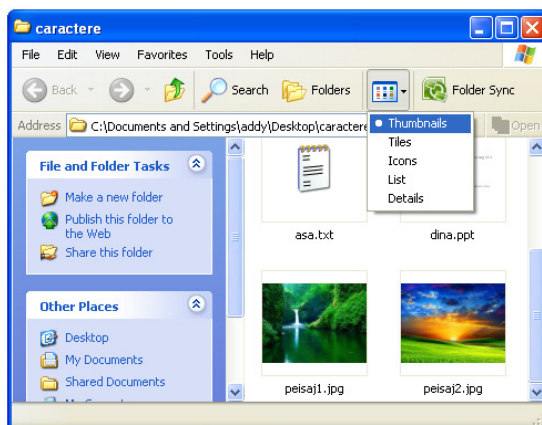 caractere
File Edit View Favorites Tools Help
Back Search Folders Folder Sync
Address C:\Documents and Settings\addy\Desktop\caractere Open
Thumbnails
Tiles
Icons
List
Details
File and Folder Tasks
Make a new folder
Publish this folder to
the Web
Share this folder
asa.txt dina.ppt
Other Places
Desktop
My Documents
Shared Documents
peisaj1.jpg peisaj2.jpg